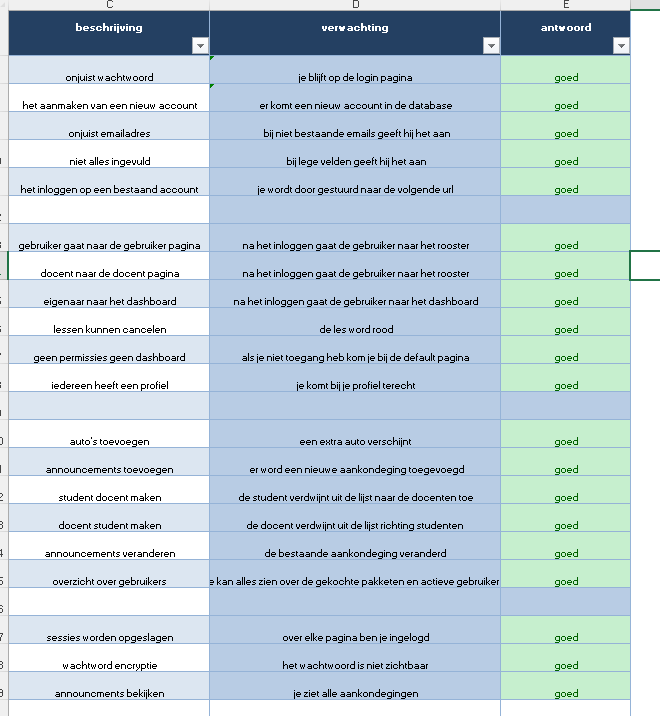 C D E
beschrijving verwachting antwoord
onjuist wachtwoord je blijft op de login pagina goed
het aanmaken van een nieuw account er komt een nieuw account in de database goed
onjuist emailadres bij niet bestaande emails geeft hij het aan goed
niet alles ingevuld bij lege velden geeft hij het aan goed
het inloggen op een bestaand account je wordt door gestuurd naar de volgende url goed
gebruiker gaat naar de gebruiker pagina na het inloggen gaat de gebruiker naar het rooster goed
docent naar de docent pagina na het inloggen gaat de gebruiker naar het rooster goed
eigenaar naar het dashboard na het inloggen gaat de gebruiker naar het dashboard goed
lessen kunnen cancelen de les word rood goed
geen permissies geen dashboard als je niet toegang heb kom je bij de default pagina goed
iedereen heeft een profiel je komt bij je profiel terecht goed
auto's toevoegen een extra auto verschijnt goed
announcements toevoegen er word een nieuwe aankondeging toegevoegd goed
student docent maken de student verdwijnt uit de lijst naar de docenten toe goed
docent student maken de docent verdwijnt uit de lijst richting studenten goed
announcements veranderen de bestaande aankondeging veranderd goed
overzicht over gebruikers e kan alles zien over de gekochte pakketen en actieve gebruiker goed
sessies worden opgeslagen over elke pagina ben je ingelogd goed
wachtword encryptie het wachtwoord is niet zichtbaar goed
announcments bekijken je ziet alle aankondegingen goed